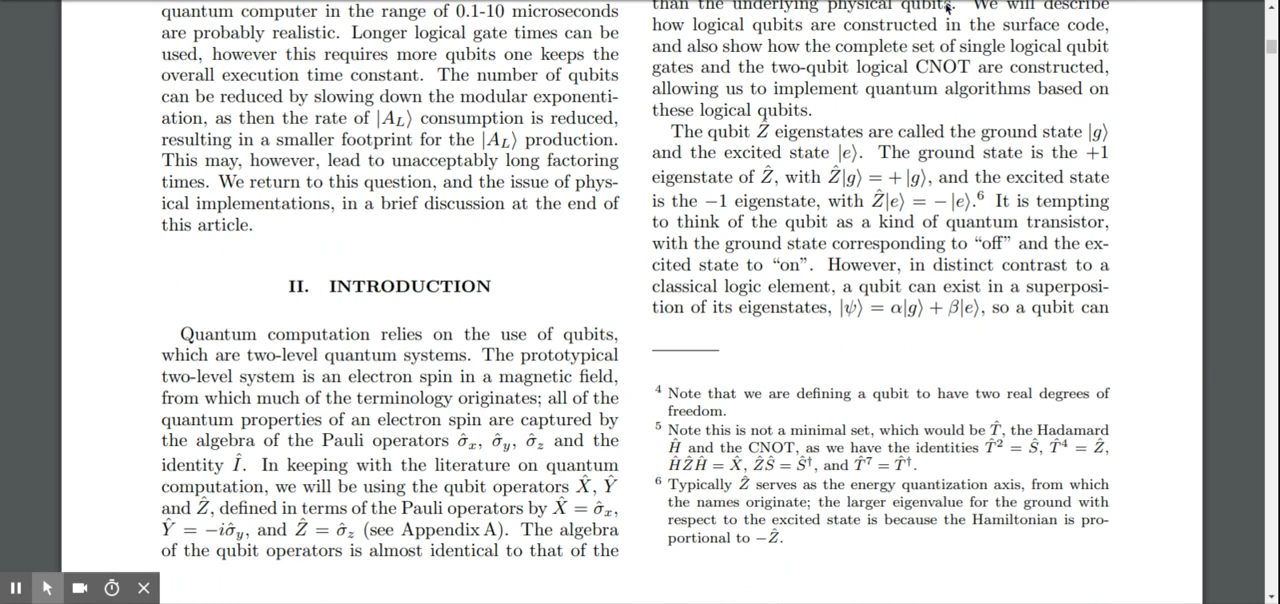 quantum computer in the range of 0.1-10 microseconds
are probably realistic. Longer logical gate times can be
used, however this requires more qubits one keeps the
overall execution time constant. The number of qubits
can be reduced by slowing down the modular exponenti-
ation, as then the rate of |A_L⟩ consumption is reduced,
resulting in a smaller footprint for the |A_L⟩ production.
This may, however, lead to unacceptably long factoring
times. We return to this question, and the issue of phys-
ical implementations, in a brief discussion at the end of
this article.
II. INTRODUCTION
Quantum computation relies on the use of qubits,
which are two-level quantum systems. The prototypical
two-level system is an electron spin in a magnetic field,
from which much of the terminology originates; all of the
quantum properties of an electron spin are captured by
the algebra of the Pauli operators σ̂_x, σ̂_y, σ̂_z and the
identity Î. In keeping with the literature on quantum
computation, we will be using the qubit operators X̂, Ŷ
and Ẑ, defined in terms of the Pauli operators by X̂ = σ̂_x,
Ŷ = −iσ̂_y, and Ẑ = σ̂_z (see Appendix A). The algebra
of the qubit operators is almost identical to that of the
than the underlying physical qubits. We will describe
how logical qubits are constructed in the surface code,
and also show how the complete set of single logical qubit
gates and the two-qubit logical CNOT are constructed,
allowing us to implement quantum algorithms based on
these logical qubits.
The qubit Ẑ eigenstates are called the ground state |g⟩
and the excited state |e⟩. The ground state is the +1
eigenstate of Ẑ, with Ẑ|g⟩ = +|g⟩, and the excited state
is the −1 eigenstate, with Ẑ|e⟩ = −|e⟩.⁶ It is tempting
to think of the qubit as a kind of quantum transistor,
with the ground state corresponding to “off” and the ex-
cited state to “on”. However, in distinct contrast to a
classical logic element, a qubit can exist in a superposi-
tion of its eigenstates, |ψ⟩ = α|g⟩ + β|e⟩, so a qubit can
⁴ Note that we are defining a qubit to have two real degrees of
freedom.
⁵ Note this is not a minimal set, which would be T̂, the Hadamard
Ĥ and the CNOT, as we have the identities T̂² = Ŝ, T̂⁴ = Ẑ,
ĤẐĤ = X̂, ẐŜ = Ŝ†, and T̂⁷ = T̂†.
⁶ Typically Ẑ serves as the energy quantization axis, from which
the names originate; the larger eigenvalue for the ground with
respect to the excited state is because the Hamiltonian is pro-
portional to −Ẑ.